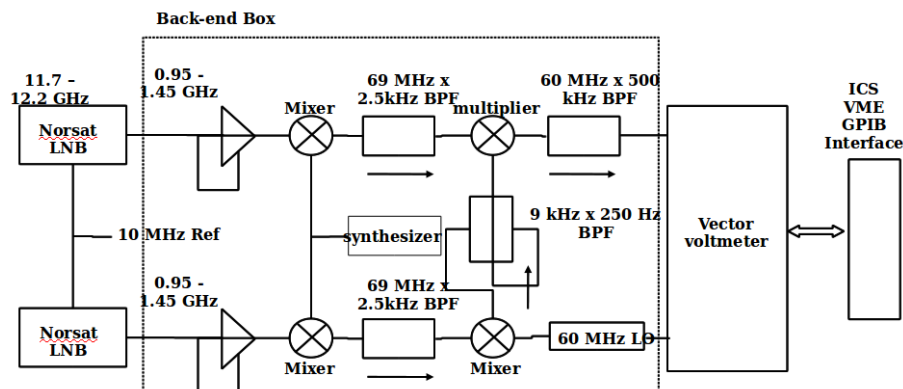 Back-end Box
11.7 –
12.2 GHz
0.95 -
1.45 GHz
Mixer
69 MHz x
2.5kHz BPF
multiplier
60 MHz x 500
kHz BPF
ICS
VME
GPIB
Interface
Norsat
LNB
10 MHz Ref
synthesizer
9 kHz x 250 Hz
BPF
Vector
voltmeter
0.95 -
1.45 GHz
69 MHz x
2.5kHz BPF
Norsat
LNB
Mixer
Mixer
60 MHz LO